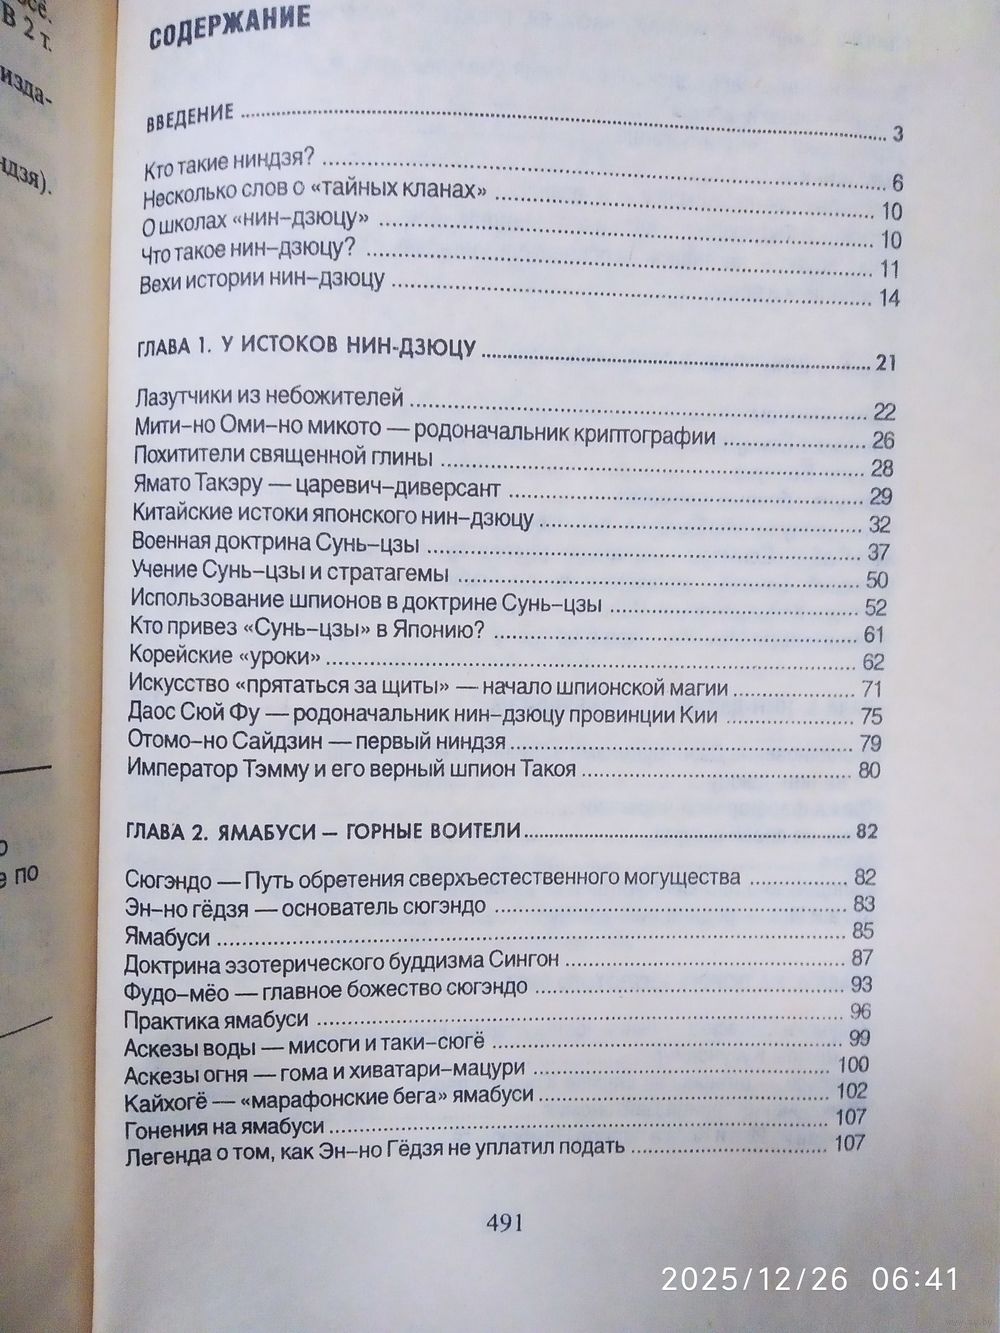 В 2 т.
изда-
ндзя).
е по
СОДЕРЖАНИЕ
ВВЕДЕНИЕ ........ 3
Кто такие ниндзя? ........ 6
Несколько слов о «тайных кланах» ........ 10
О школах «нин–дзюцу» ........ 10
Что такое нин–дзюцу? ........ 11
Вехи истории нин–дзюцу ........ 14
ГЛАВА 1. У ИСТОКОВ НИН-ДЗЮЦУ ........ 21
Лазутчики из небожителей ........ 22
Мити–но Оми–но микото — родоначальник криптографии ........ 26
Похитители священной глины ........ 28
Ямато Такэру — царевич–диверсант ........ 29
Китайские истоки японского нин–дзюцу ........ 32
Военная доктрина Сунь–цзы ........ 37
Учение Сунь–цзы и стратагемы ........ 50
Использование шпионов в доктрине Сунь–цзы ........ 52
Кто привез «Сунь–цзы» в Японию? ........ 61
Корейские «уроки» ........ 62
Искусство «прятаться за щиты» — начало шпионской магии ........ 71
Даос Сюй Фу — родоначальник нин–дзюцу провинции Кии ........ 75
Отомо–но Сайдзин — первый ниндзя ........ 79
Император Тэмму и его верный шпион Такоя ........ 80
ГЛАВА 2. ЯМАБУСИ — ГОРНЫЕ ВОИТЕЛИ ........ 82
Сюгэндо — Путь обретения сверхъестественного могущества ........ 82
Эн–но гёдзя — основатель сюгэндо ........ 83
Ямабуси ........ 85
Доктрина эзотерического буддизма Сингон ........ 87
Фудо–мёо — главное божество сюгэндо ........ 93
Практика ямабуси ........ 96
Аскезы воды — мисоги и таки–сюгё ........ 99
Аскезы огня — гома и хиватари–мацури ........ 100
Кайхогё — «марафонские бега» ямабуси ........ 102
Гонения на ямабуси ........ 107
Легенда о том, как Эн–но Гёдзя не уплатил подать ........ 107
491
2025/12/26 06:41